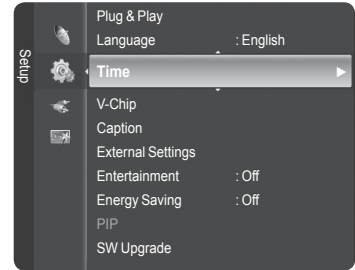 Setup
Plug & Play
Language : English
Time
V-Chip
Caption
External Settings
Entertainment : Off
Energy Saving : Off
PIP
SW Upgrade